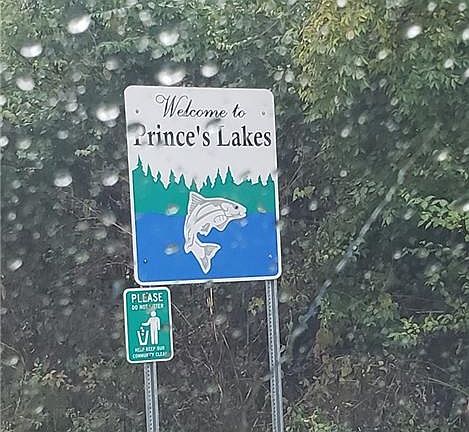 Welcome to
Prince's Lakes
PLEASE
DO NOT LITTER
HELP KEEP OUR
COMMUNITY CLEAN